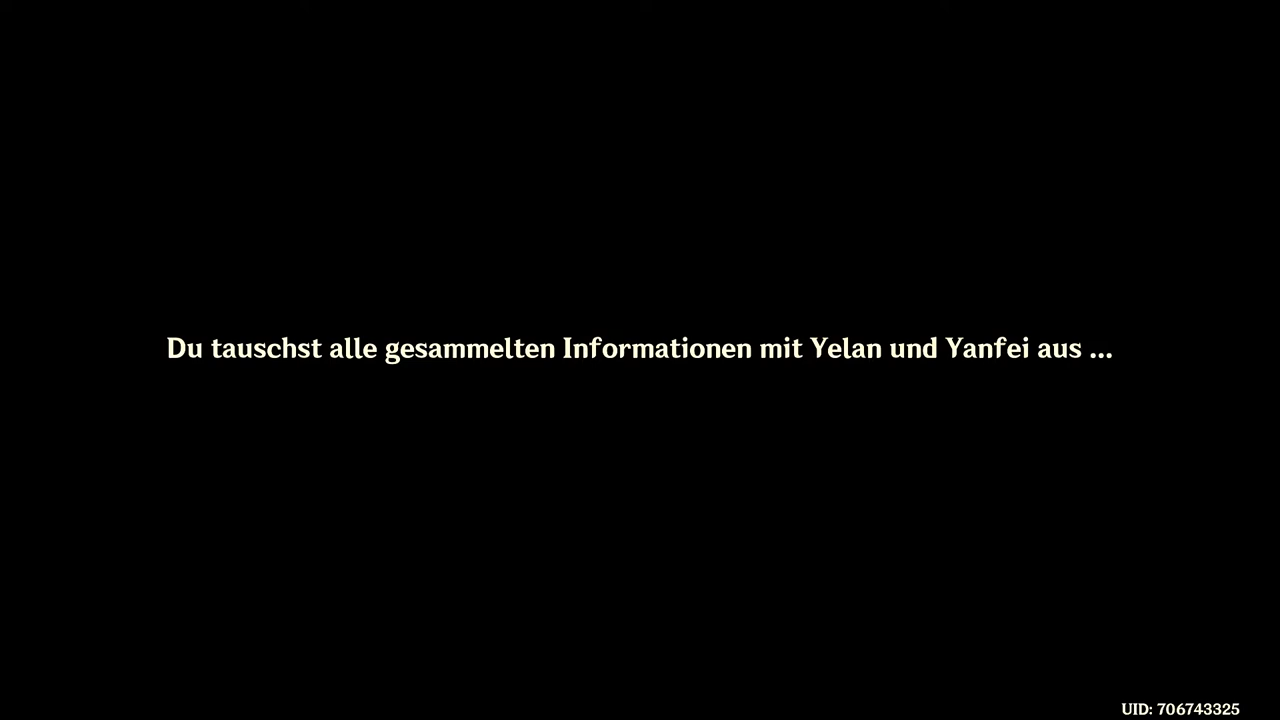 Du tauschst alle gesammelten Informationen mit Yelan und Yanfei aus ...
UID: 706743325